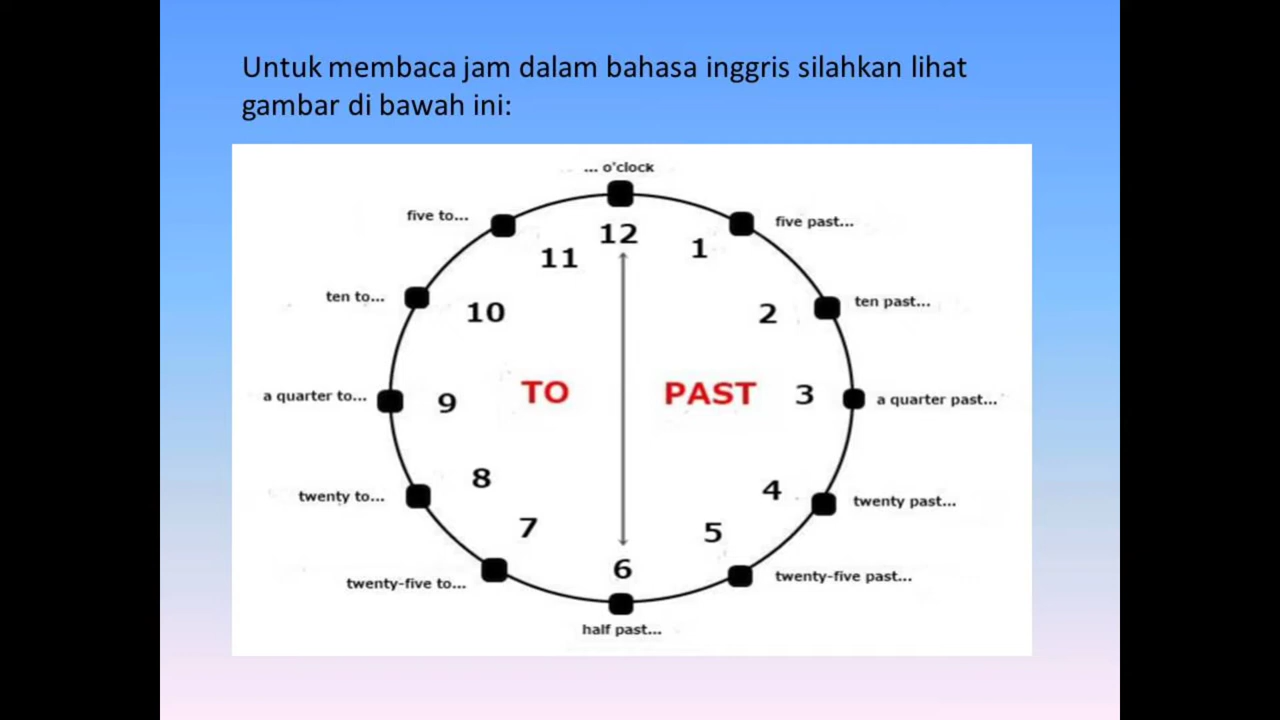 Untuk membaca jam dalam bahasa inggris silahkan lihat
gambar di bawah ini:
... o'clock
five to...
five past...
12
11
1
ten to...
ten past...
10
2
TO
PAST
a quarter to...
9
3
a quarter past...
8
4
twenty to...
twenty past...
7
5
6
twenty-five to...
twenty-five past...
half past...